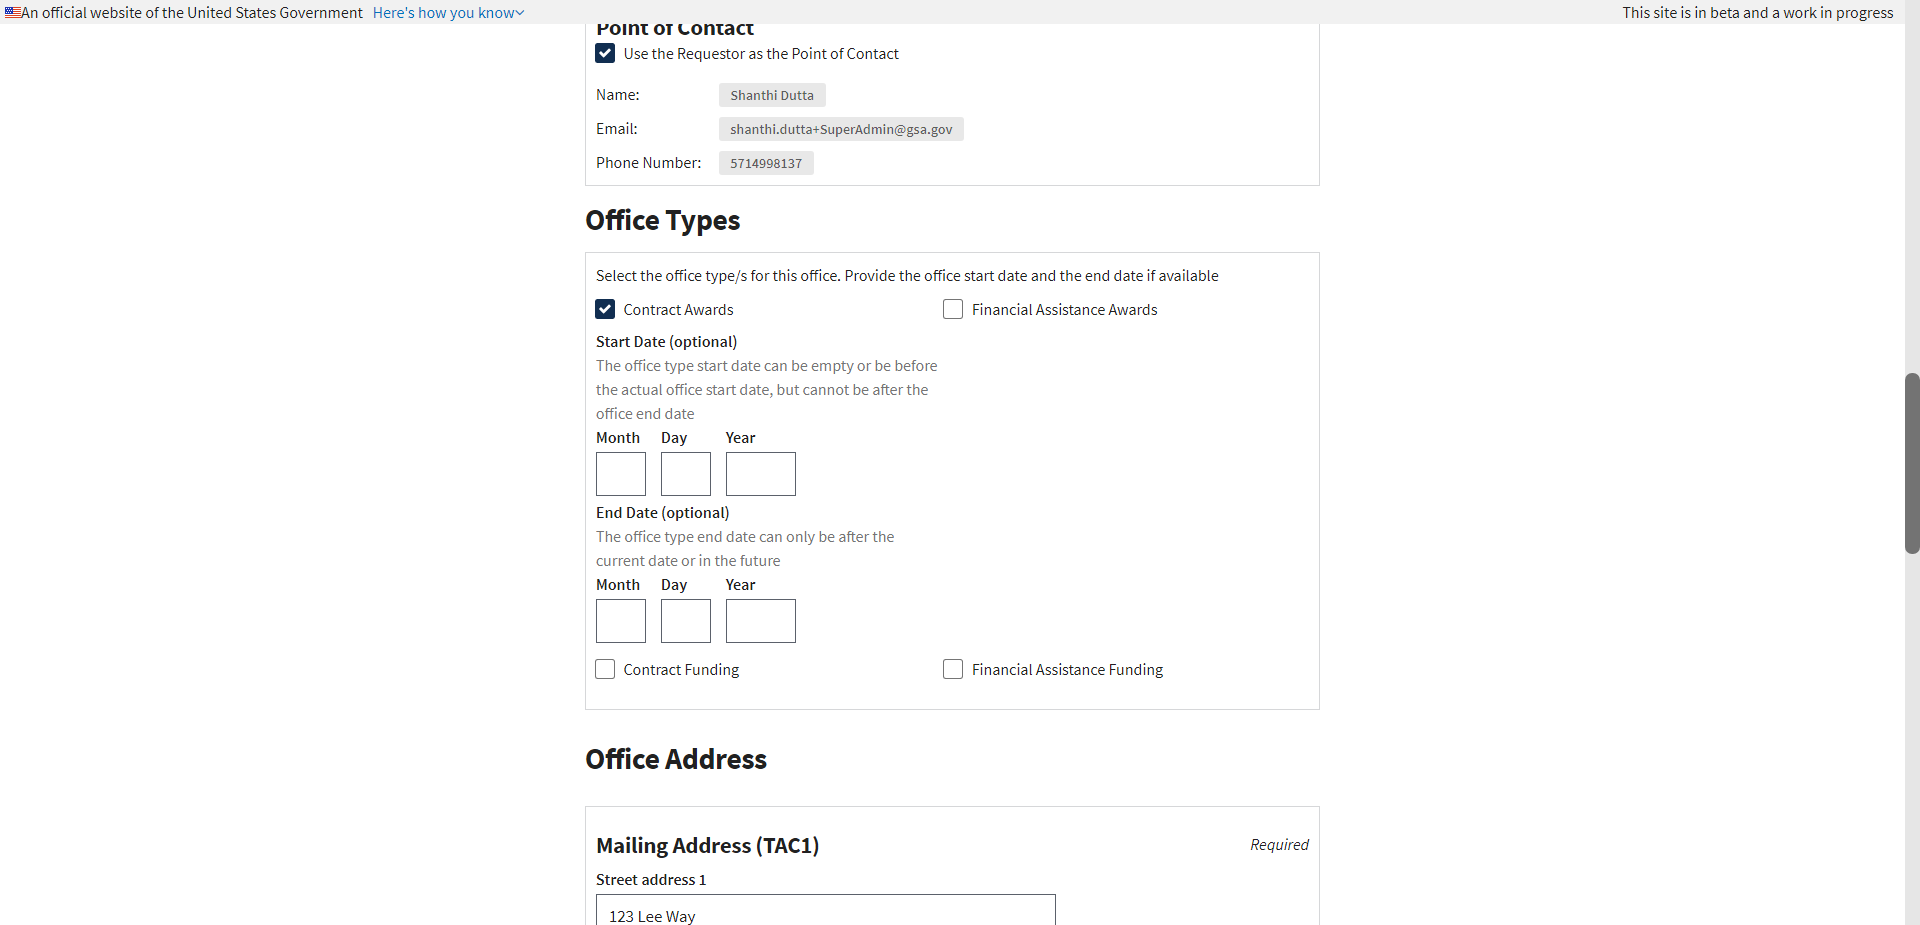 An official website of the United States Government Here's how you know
This site is in beta and a work in progress
Point of Contact
Use the Requestor as the Point of Contact
Name: Shanthi Dutta
Email: shanthi.dutta+SuperAdmin@gsa.gov
Phone Number: 5714998137
Office Types
Select the office type/s for this office. Provide the office start date and the end date if available
Contract Awards Financial Assistance Awards
Start Date (optional)
The office type start date can be empty or be before
the actual office start date, but cannot be after the
office end date
Month Day Year
End Date (optional)
The office type end date can only be after the
current date or in the future
Month Day Year
Contract Funding Financial Assistance Funding
Office Address
Mailing Address (TAC1) Required
Street address 1
123 Lee Way